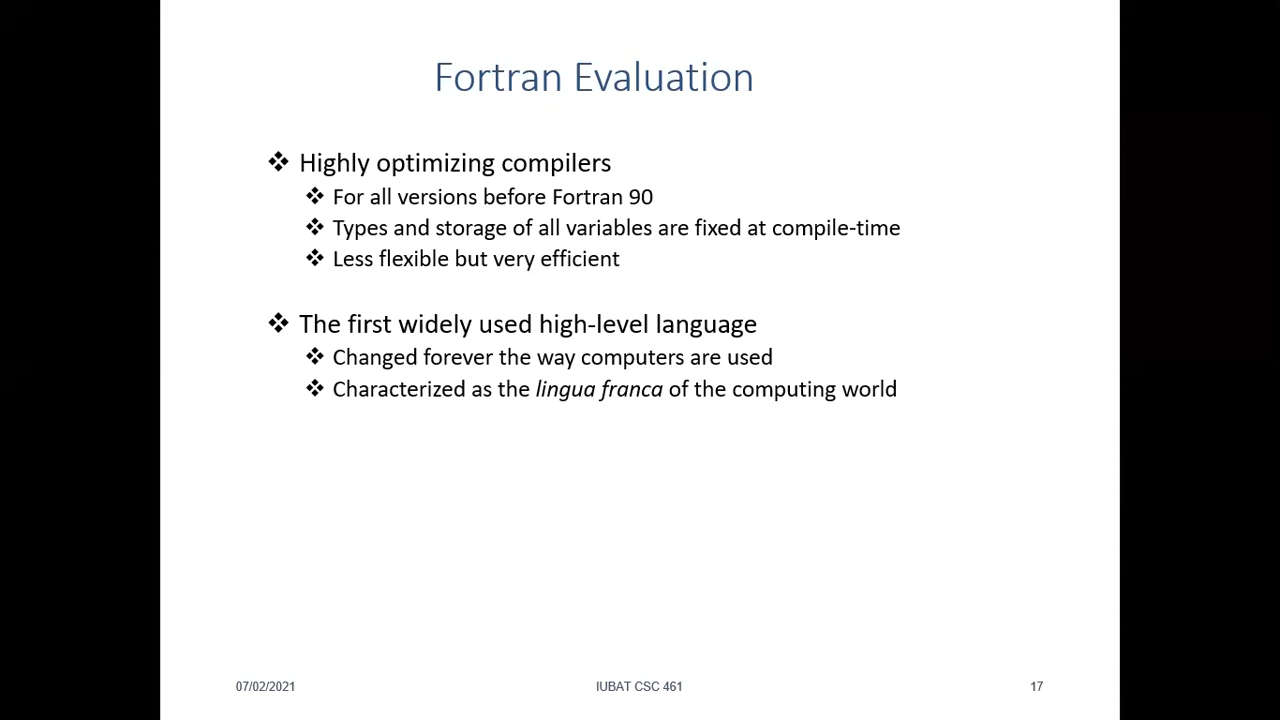 Fortran Evaluation
❖ Highly optimizing compilers
❖ For all versions before Fortran 90
❖ Types and storage of all variables are fixed at compile-time
❖ Less flexible but very efficient
❖ The first widely used high-level language
❖ Changed forever the way computers are used
❖ Characterized as the lingua franca of the computing world
07/02/2021 IUBAT CSC 461 17